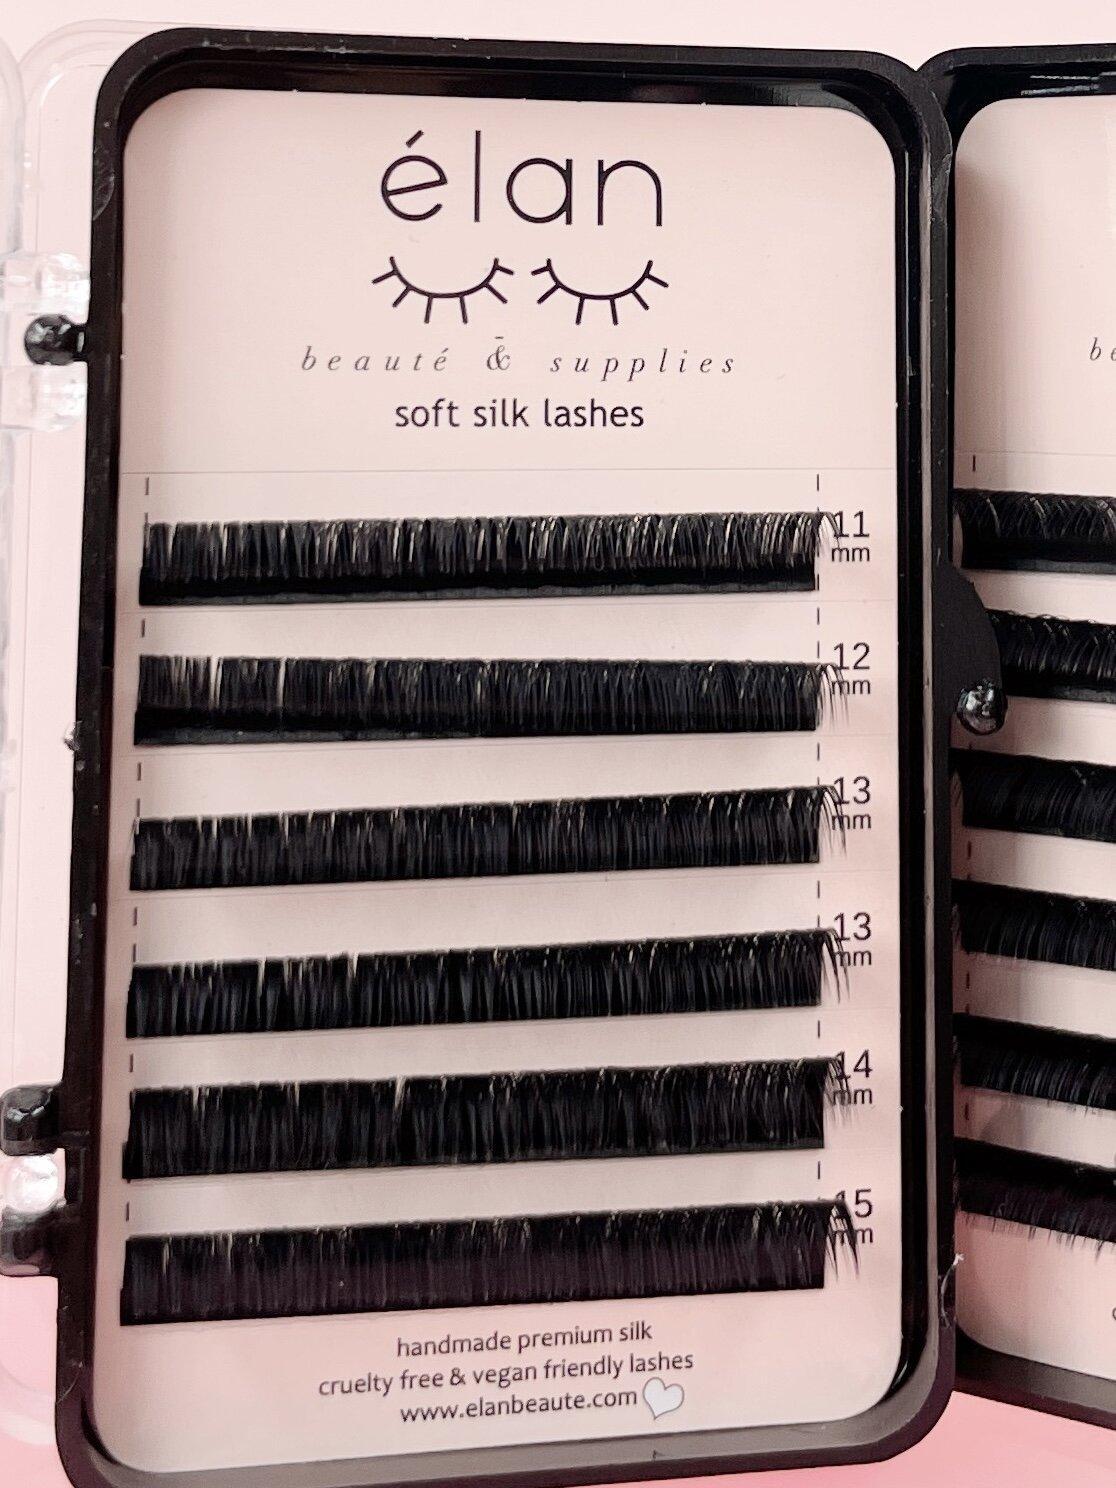 élan
beauté & supplies
soft silk lashes
11
mm
12
mm
13
mm
13
mm
14
mm
15
mm
handmade premium silk
cruelty free & vegan friendly lashes
www.elanbeaute.com
be